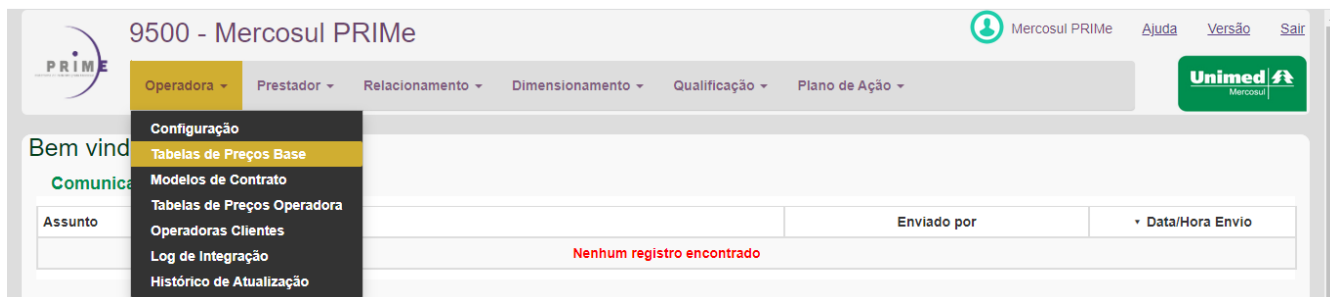 9500 - Mercosul PRIMe
Mercosul PRIMe Ajuda Versão Sair
PRIME
Operadora Prestador Relacionamento Dimensionamento Qualificação Plano de Ação
Unimed
Mercosul
Configuração
Bem vind
Tabelas de Preços Base
Modelos de Contrato
Comunica
Tabelas de Preços Operadora
Assunto Enviado por Data/Hora Envio
Operadoras Clientes
Log de Integração
Nenhum registro encontrado
Histórico de Atualização